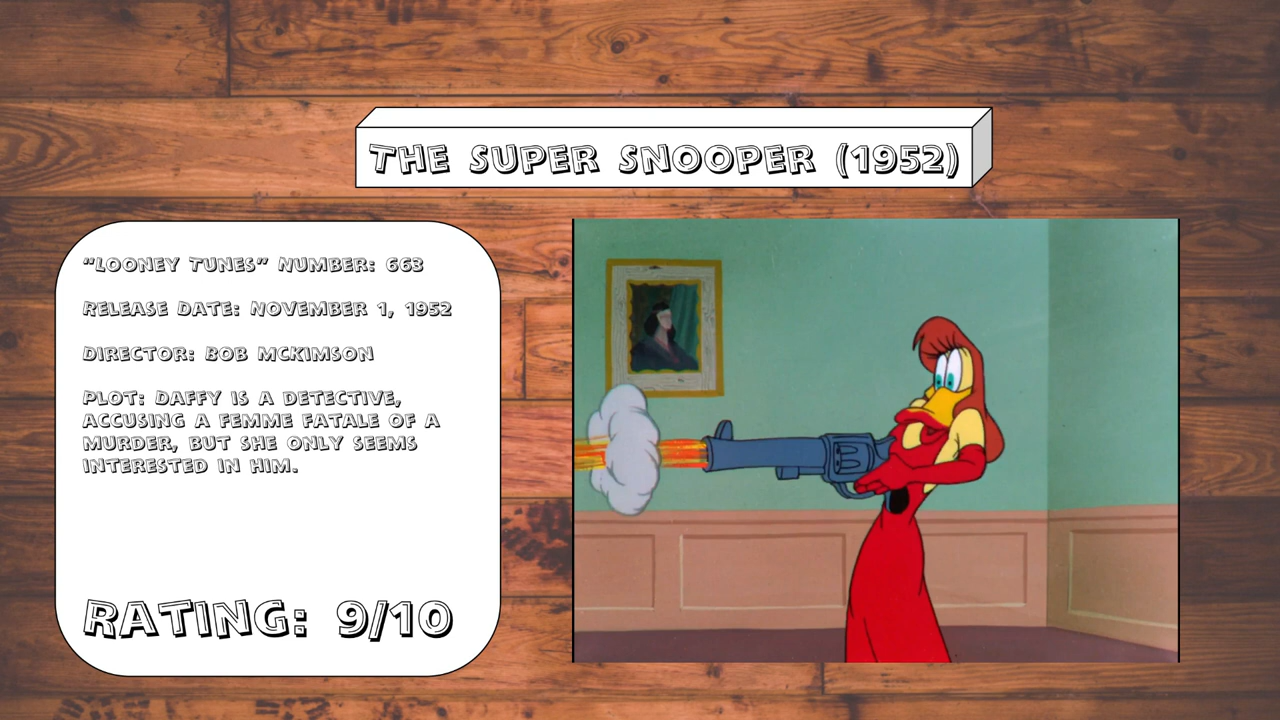 THE SUPER SNOOPER (1952)
"LOONEY TUNES" NUMBER: 663
RELEASE DATE: NOVEMBER 1, 1952
DIRECTOR: BOB MCKIMSON
PLOT: DAFFY IS A DETECTIVE,
ACCUSING A FEMME FATALE OF A
MURDER, BUT SHE ONLY SEEMS
INTERESTED IN HIM.
RATING: 9/10